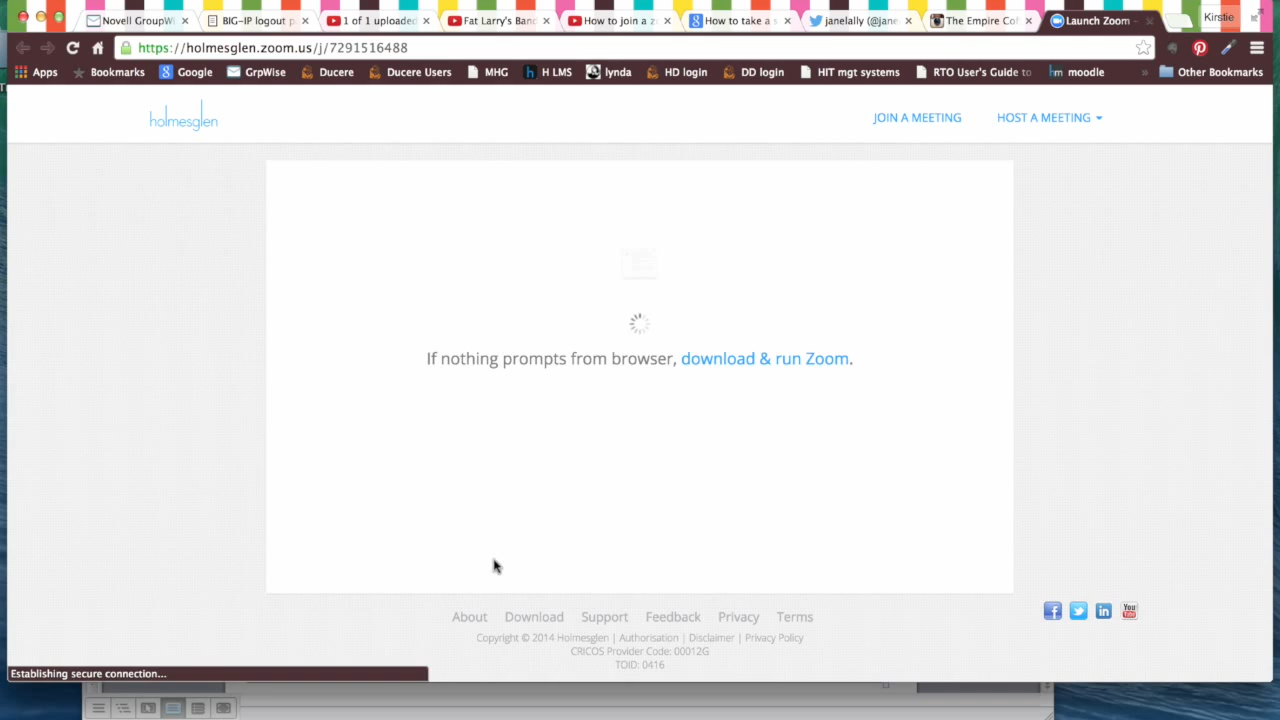 Novell GroupWi
BIG-IP logout p
1 of 1 uploaded
Fat Larry's Band
How to join a z
How to take a s
janelally (@jane
The Empire Cof
Launch Zoom -
Kirstie
https://holmesglen.zoom.us/j/7291516488
Apps
Bookmarks
Google
GrpWise
Ducere
Ducere Users
MHG
H LMS
lynda
HD login
DD login
HIT mgt systems
RTO User's Guide to
moodle
»
Other Bookmarks
holmesglen
JOIN A MEETING
HOST A MEETING
If nothing prompts from browser, download & run Zoom.
About Download Support Feedback Privacy Terms
Copyright © 2014 Holmesglen | Authorisation | Disclaimer | Privacy Policy
CRICOS Provider Code: 00012G
TOID: 0416
You
Tube
Establishing secure connection...